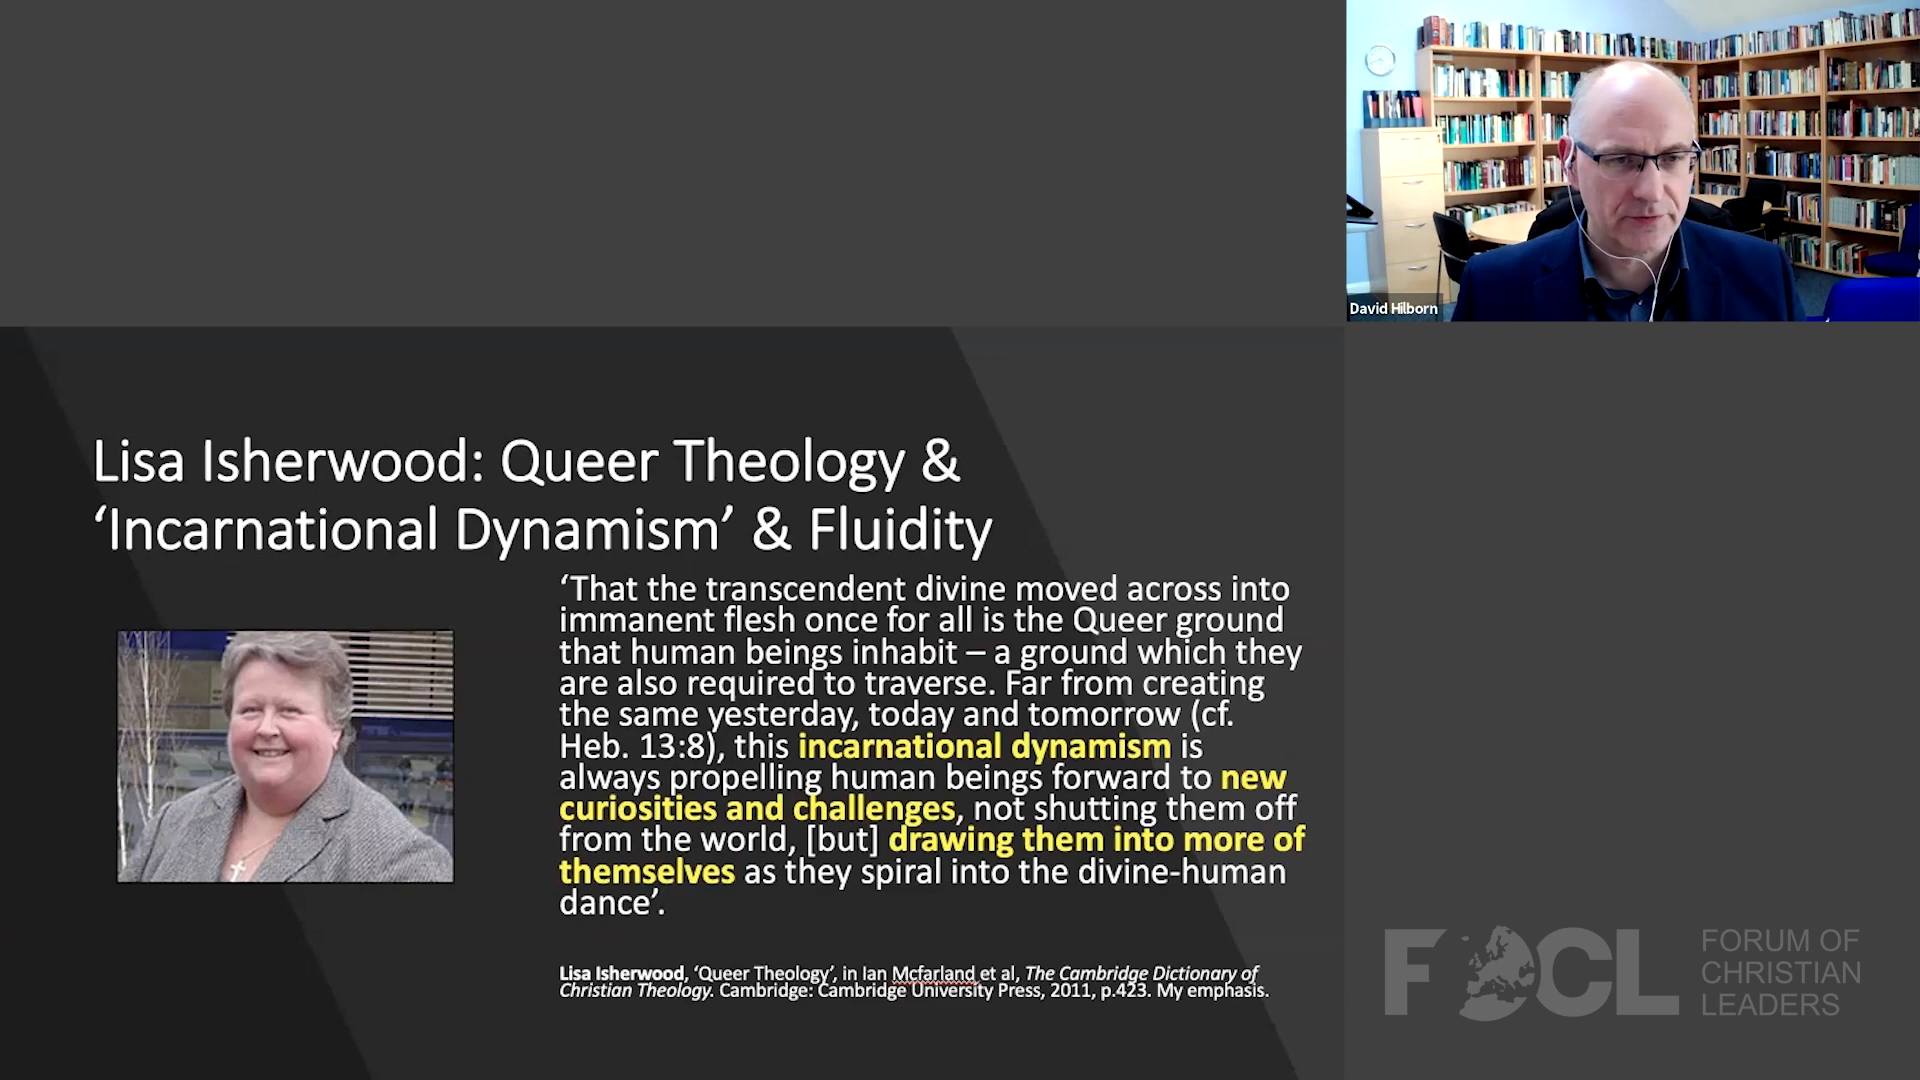 David Hilborn
Lisa Isherwood: Queer Theology &
‘Incarnational Dynamism’ & Fluidity
‘That the transcendent divine moved across into
immanent flesh once for all is the Queer ground
that human beings inhabit – a ground which they
are also required to traverse. Far from creating
the same yesterday, today and tomorrow (cf.
Heb. 13:8), this incarnational dynamism is
always propelling human beings forward to new
curiosities and challenges, not shutting them off
from the world, [but] drawing them into more of
themselves as they spiral into the divine-human
dance’.
Lisa Isherwood, ‘Queer Theology’, in Ian Mcfarland et al, The Cambridge Dictionary of
Christian Theology. Cambridge: Cambridge University Press, 2011, p.423. My emphasis.
FOCL
FORUM OF
CHRISTIAN
LEADERS